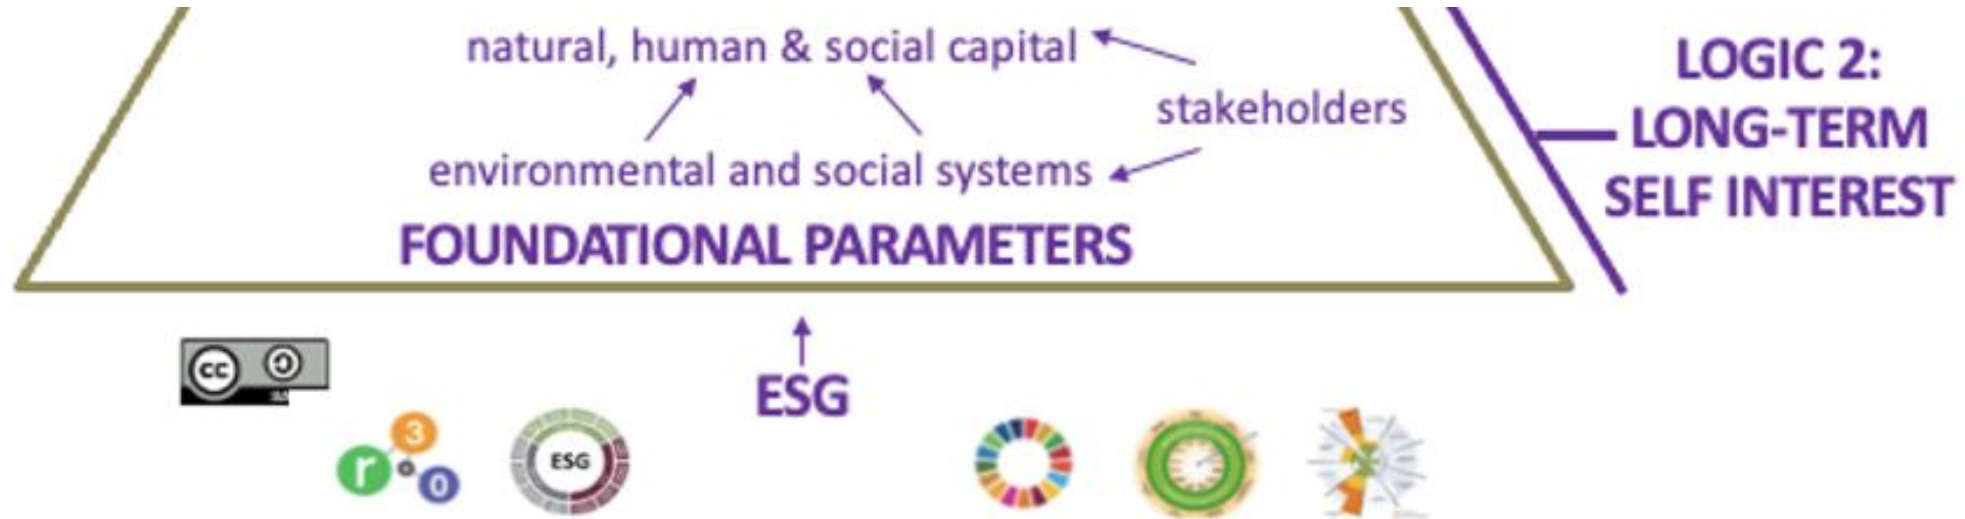 natural, human & social capital
LOGIC 2:
stakeholders
LONG-TERM
environmental and social systems
SELF INTEREST
FOUNDATIONAL PARAMETERS
ESG
cc
r 3 0
ESG